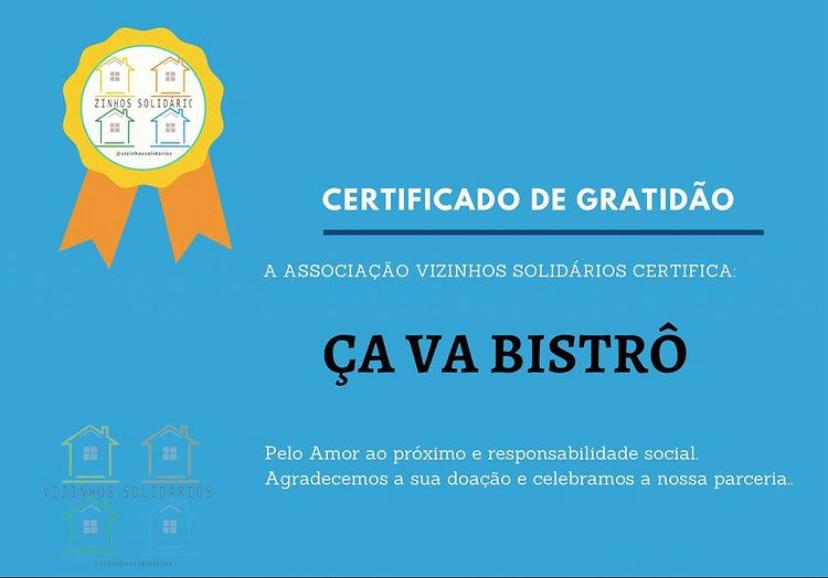 ZINHOS SOLIDÁRIC
@vizinhossolidarios
CERTIFICADO DE GRATIDÃO
A ASSOCIAÇÃO VIZINHOS SOLIDÁRIOS CERTIFICA:
ÇA VA BISTRÔ
Pelo Amor ao próximo e responsabilidade social.
Agradecemos a sua doação e celebramos a nossa parceria..
VIZINHOS SOLIDÁRIOS
@vizinhossolidarios